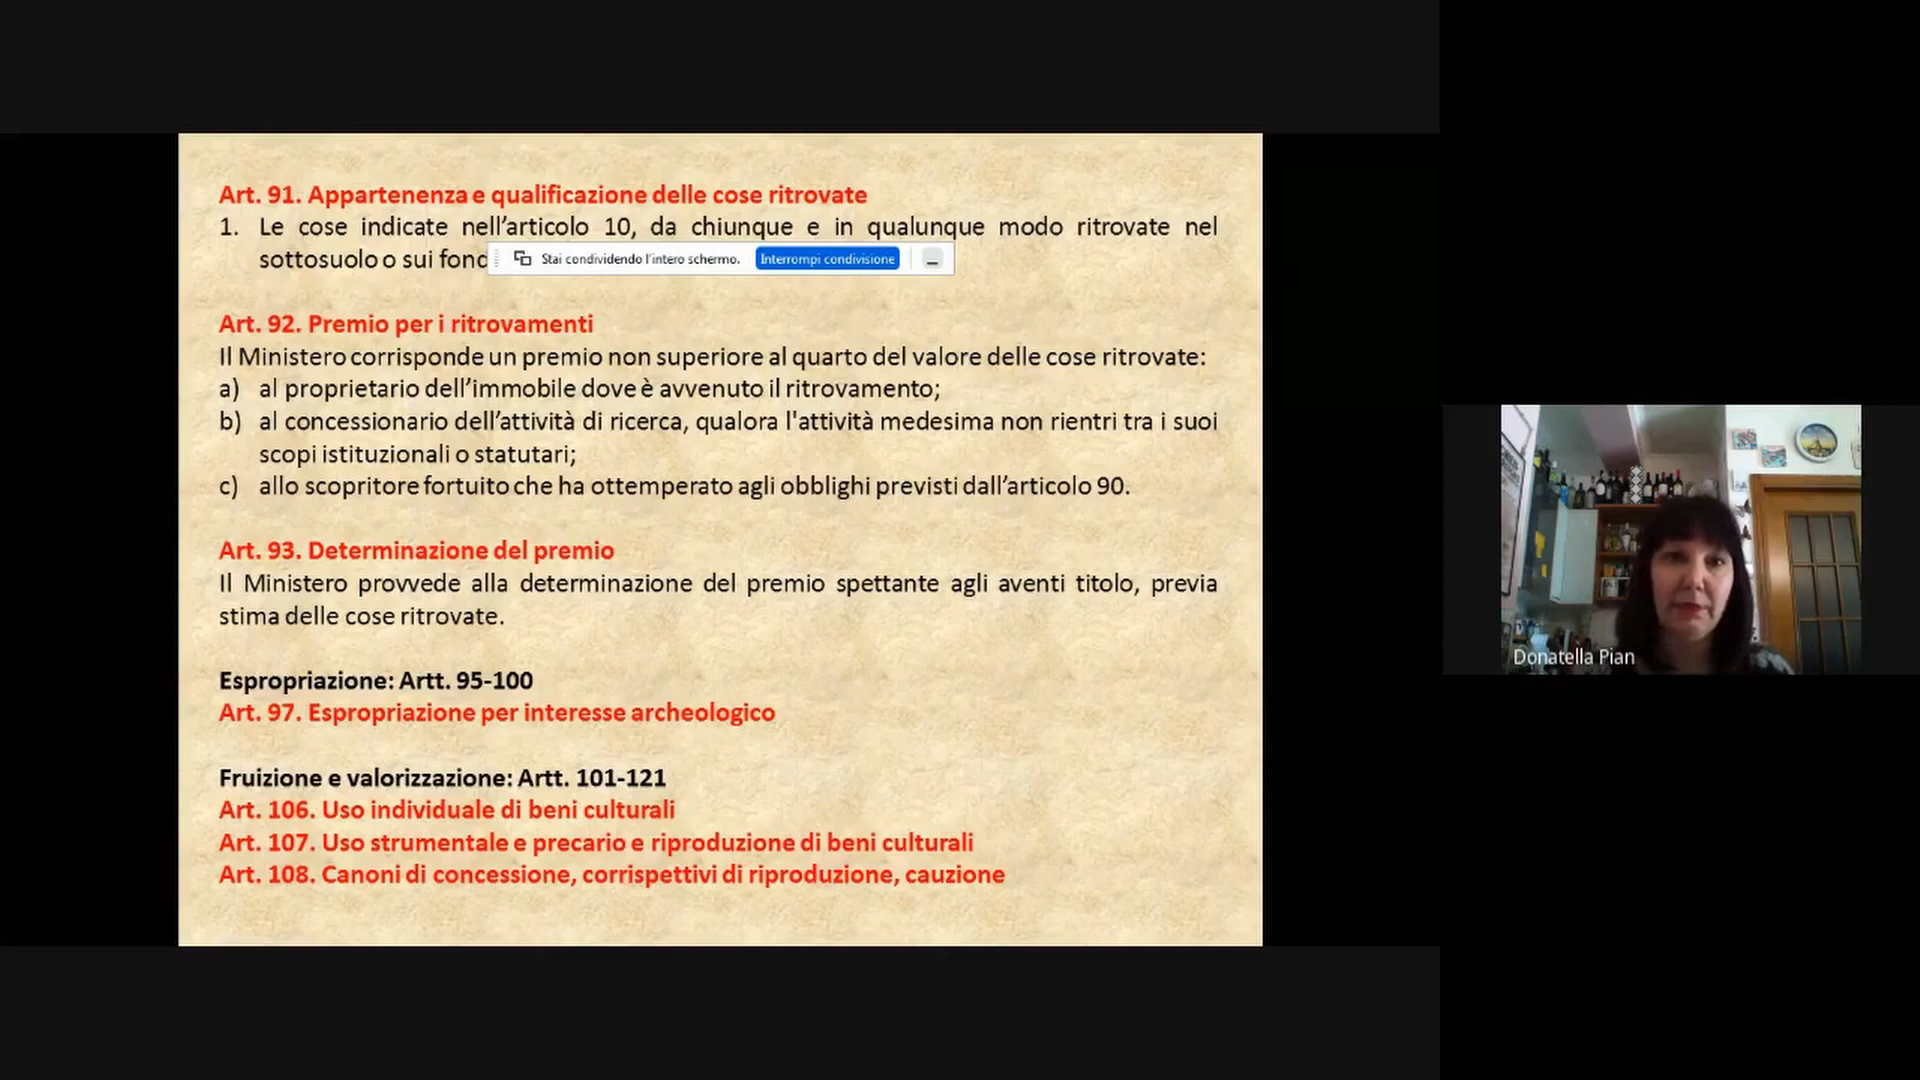 Art. 91. Appartenenza e qualificazione delle cose ritrovate
1. Le cose indicate nell’articolo 10, da chiunque e in qualunque modo ritrovate nel
sottosuolo o sui fond
Stai condividendo l'intero schermo. Interrompi condivisione
Art. 92. Premio per i ritrovamenti
Il Ministero corrisponde un premio non superiore al quarto del valore delle cose ritrovate:
a) al proprietario dell’immobile dove è avvenuto il ritrovamento;
b) al concessionario dell’attività di ricerca, qualora l'attività medesima non rientri tra i suoi
scopi istituzionali o statutari;
c) allo scopritore fortuito che ha ottemperato agli obblighi previsti dall’articolo 90.
Art. 93. Determinazione del premio
Il Ministero provvede alla determinazione del premio spettante agli aventi titolo, previa
stima delle cose ritrovate.
Espropriazione: Artt. 95-100
Art. 97. Espropriazione per interesse archeologico
Fruizione e valorizzazione: Artt. 101-121
Art. 106. Uso individuale di beni culturali
Art. 107. Uso strumentale e precario e riproduzione di beni culturali
Art. 108. Canoni di concessione, corrispettivi di riproduzione, cauzione
Donatella Pian